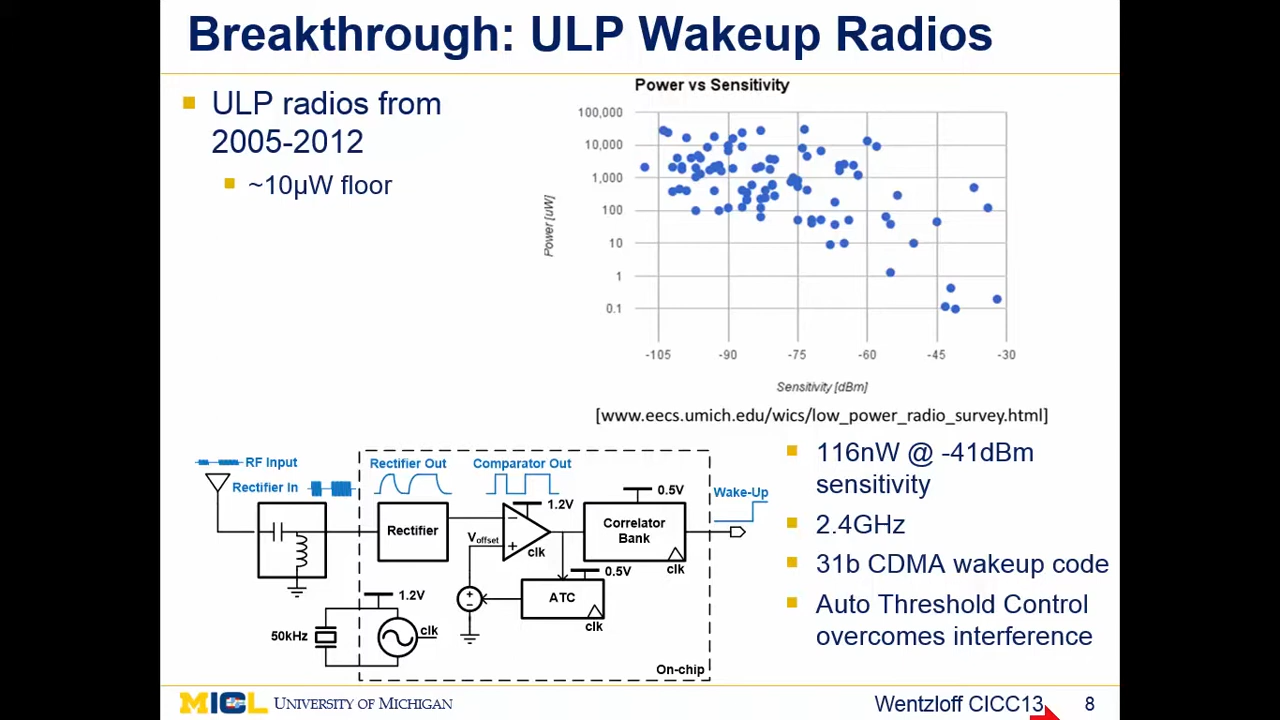 Breakthrough: ULP Wakeup Radios
ULP radios from
2005-2012
~10µW floor
Power vs Sensitivity
100,000
10,000
1,000
100
10
1
0.1
Power [uW]
-105 -90 -75 -60 -45 -30
Sensitivity [dBm]
[www.eecs.umich.edu/wics/low_power_radio_survey.html]
RF Input
Rectifier In
Rectifier Out
Comparator Out
Wake-Up
Rectifier
Voffset
1.2V
clk
Correlator
Bank
0.5V
clk
0.5V
ATC
clk
1.2V
50kHz
clk
On-chip
116nW @ -41dBm
sensitivity
2.4GHz
31b CDMA wakeup code
Auto Threshold Control
overcomes interference
MICL UNIVERSITY OF MICHIGAN
Wentzloff CICC13 8